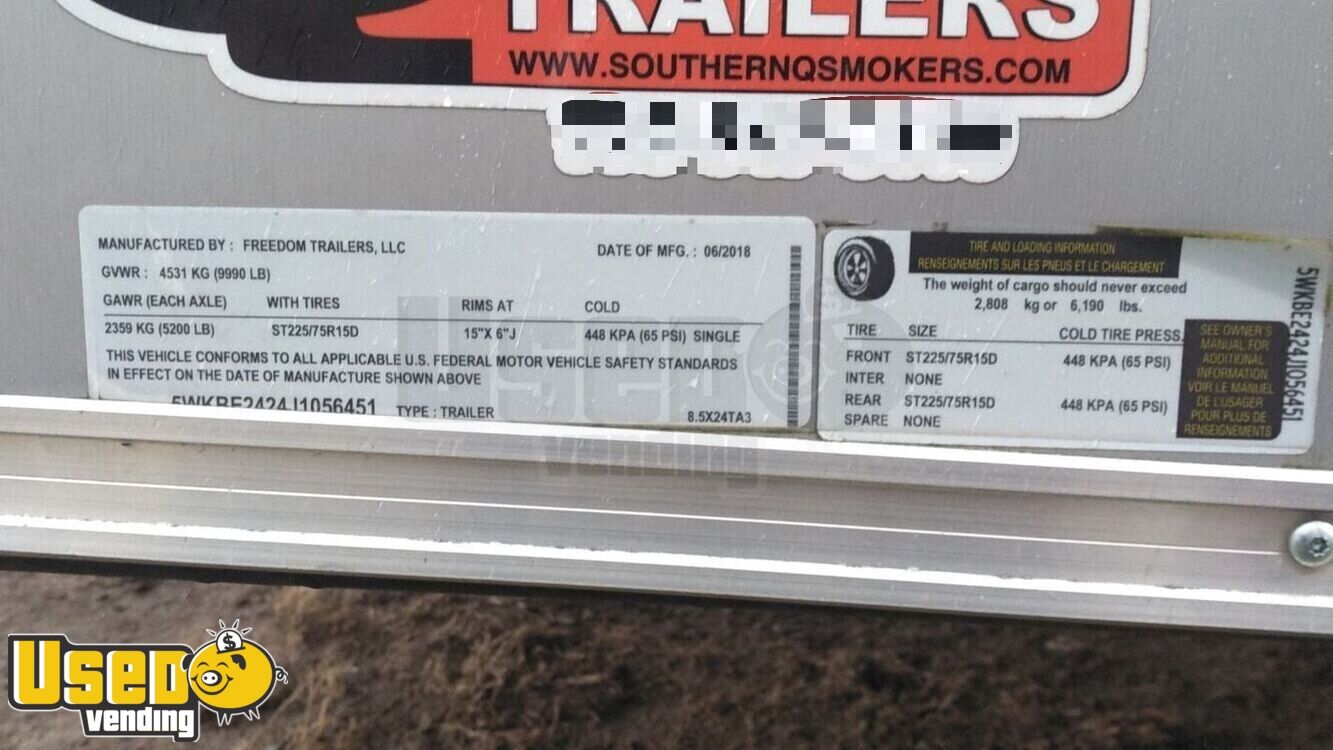 TRAILERS
WWW.SOUTHERNQSMOKERS.COM
MANUFACTURED BY : FREEDOM TRAILERS, LLC
DATE OF MFG. : 06/2018
GVWR : 4531 KG (9990 LB)
GAWR (EACH AXLE) WITH TIRES RIMS AT COLD
2359 KG (5200 LB) ST225/75R15D 15"X 6"J 448 KPA (65 PSI) SINGLE
THIS VEHICLE CONFORMS TO ALL APPLICABLE U.S. FEDERAL MOTOR VEHICLE SAFETY STANDARDS
IN EFFECT ON THE DATE OF MANUFACTURE SHOWN ABOVE
5WKBE2424J1056451 TYPE : TRAILER 8.5X24TA3
TIRE AND LOADING INFORMATION
RENSEIGNEMENTS SUR LES PNEUS ET LE CHARGEMENT
The weight of cargo should never exceed
2,808 kg or 6,190 lbs.
TIRE SIZE COLD TIRE PRESS.
FRONT ST225/75R15D 448 KPA (65 PSI)
INTER NONE
REAR ST225/75R15D 448 KPA (65 PSI)
SPARE NONE
SEE OWNER'S
MANUAL FOR
ADDITIONAL
INFORMATION
VOIR LE MANUEL
DE L'USAGER
POUR PLUS DE
RENSEIGNEMENTS
5WKBE2424J1056451
USED
vending
USED
vending